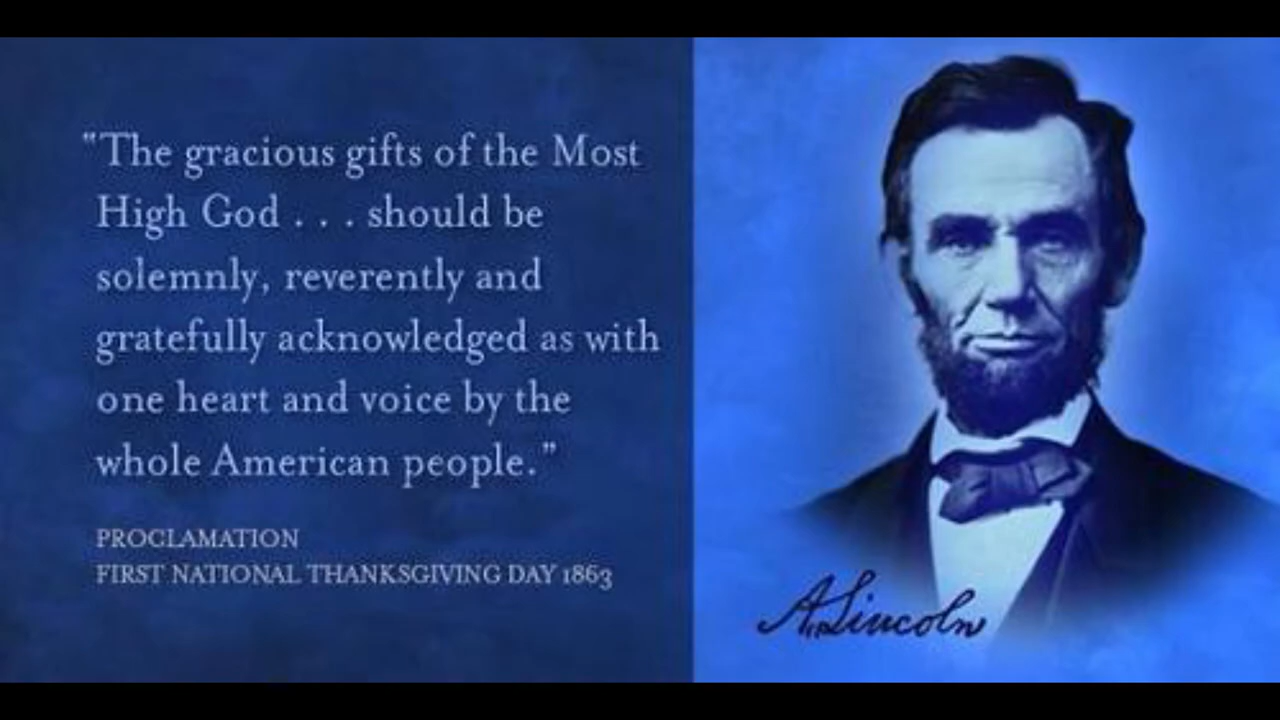 "The gracious gifts of the Most
High God . . . should be
solemnly, reverently and
gratefully acknowledged as with
one heart and voice by the
whole American people."
PROCLAMATION
FIRST NATIONAL THANKSGIVING DAY 1863
A. Lincoln